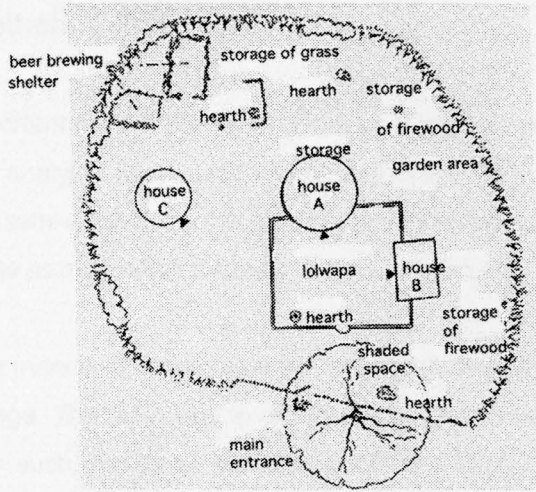 beer brewing
shelter
storage of grass
hearth
storage
of firewood
hearth
garden area
storage
house
A
house
C
lolwapa
house
B
hearth
storage
of
firewood
shaded
space
hearth
main
entrance